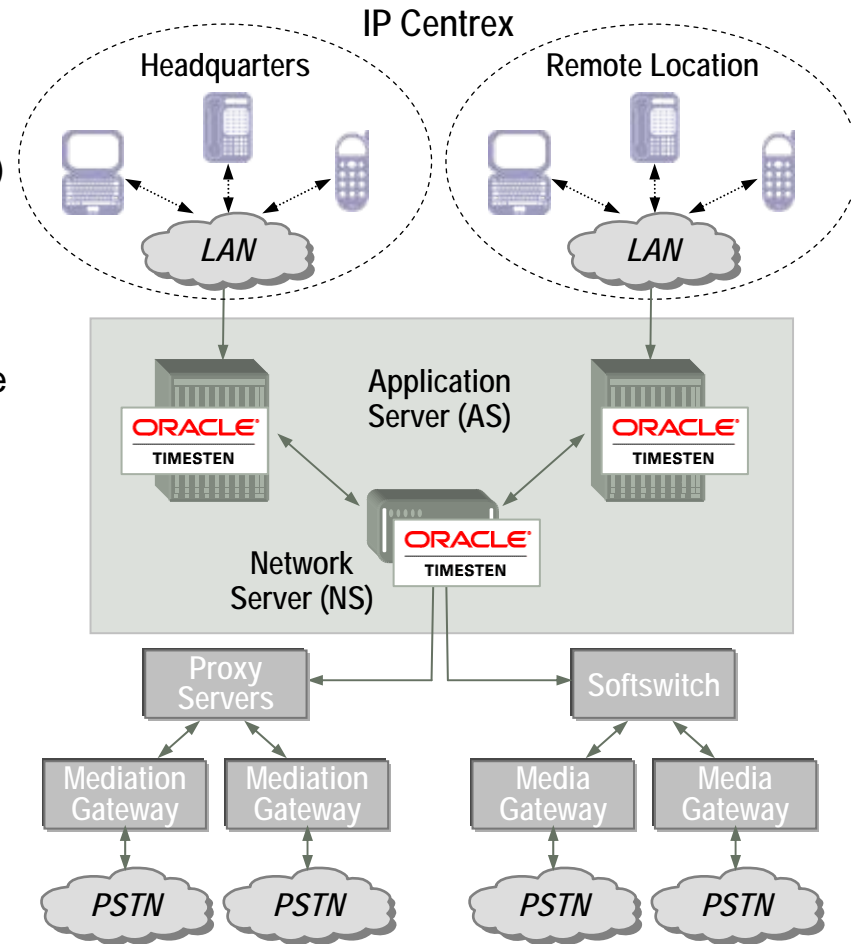 IP Centrex
Headquarters
Remote Location
)
LAN
LAN
e
Application
Server (AS)
ORACLE®
TIMESTEN
ORACLE®
TIMESTEN
ORACLE®
TIMESTEN
Network
Server (NS)
Proxy
Servers
Softswitch
Mediation
Gateway
Mediation
Gateway
Media
Gateway
Media
Gateway
PSTN
PSTN
PSTN
PSTN